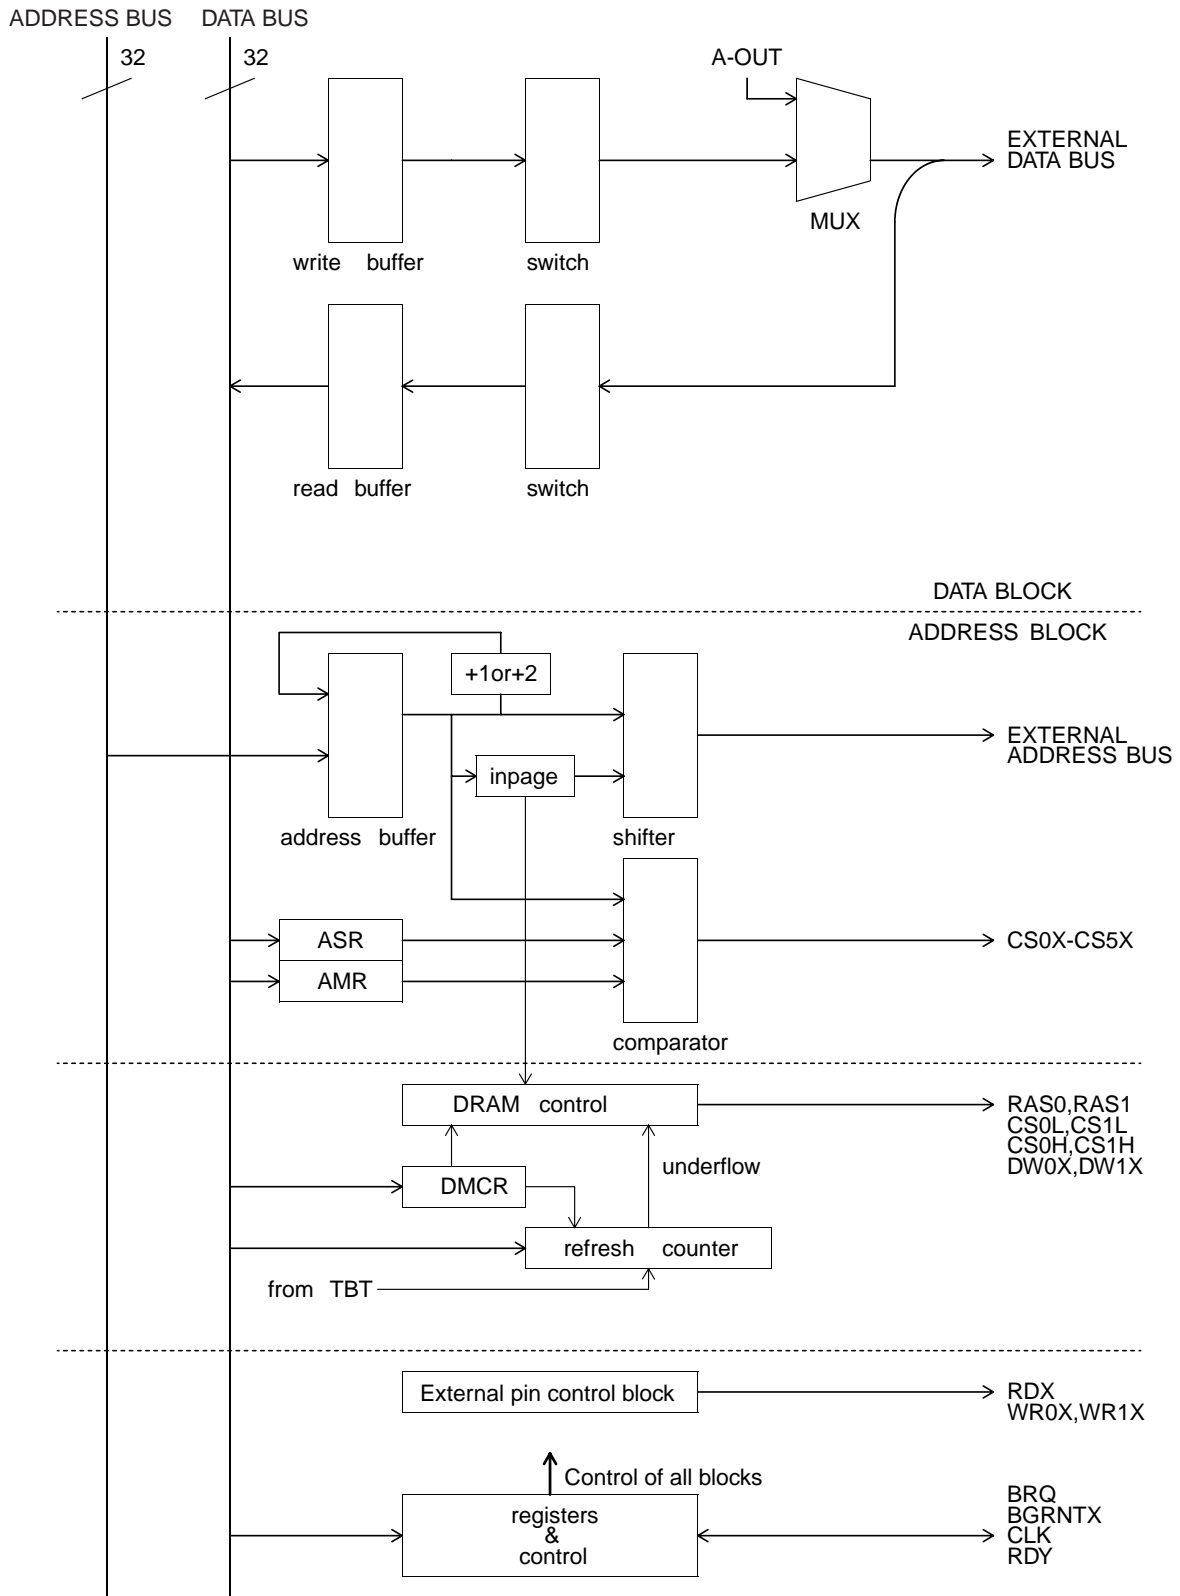 ADDRESS BUS
DATA BUS
32
32
A-OUT
EXTERNAL
DATA BUS
MUX
write buffer
switch
read buffer
switch
DATA BLOCK
ADDRESS BLOCK
+1or+2
EXTERNAL
ADDRESS BUS
inpage
address buffer
shifter
ASR
CS0X-CS5X
AMR
comparator
DRAM control
RAS0,RAS1
CS0L,CS1L
CS0H,CS1H
DW0X,DW1X
underflow
DMCR
refresh counter
from TBT
External pin control block
RDX
WR0X,WR1X
Control of all blocks
registers
&
control
BRQ
BGRNTX
CLK
RDY